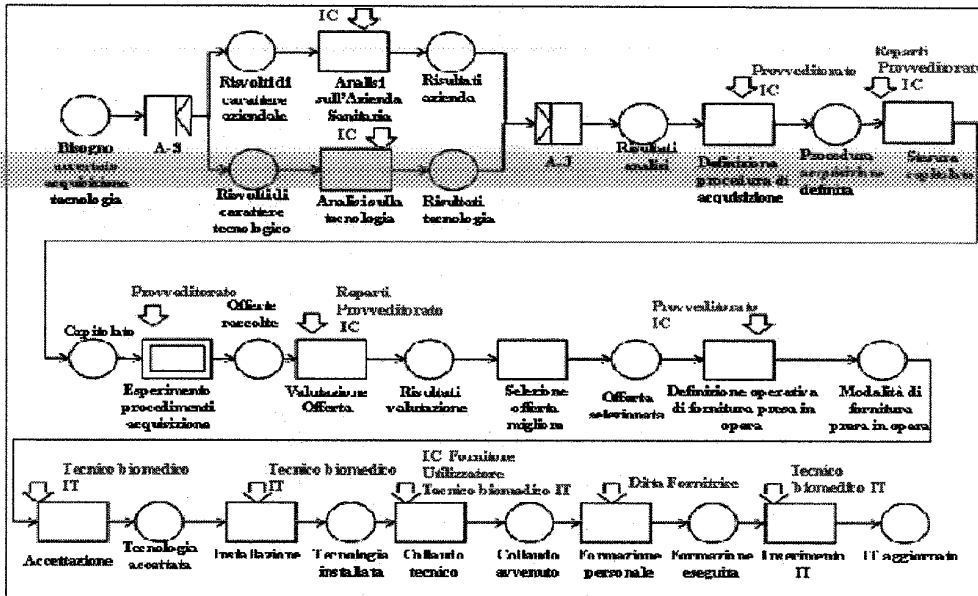 IC
Risvolti di
carattere
aziendale
Analisi
sull'Azienda
Sanitaria
Risultati
azienda
Bisogno
accertato
acquisizione
tecnologia
A-S
IC
Risvolti di
carattere
tecnologico
Analisi sulla
tecnologia
Risultati
tecnologia
A-J
Risultati
analisi
Provveditorato
IC
Definizione
procedura di
acquisizione
Procedura
acquisizione
definita
Reparti
Provveditorato
IC
Stesura
capitolato
Capitolato
Provveditorato
Esperimento
procedimenti
acquisizione
Offerte
raccolte
Reparti
Provveditorato
IC
Valutazione
Offerta
Risultati
valutazione
Selezione
offerta
migliore
Offerta
selezionata
Provveditorato
IC
Definizione operativa
di fornitura presa in
opera
Modalità di
fornitura
presa in opera
Tecnico biomedico
IT
Accettazione
Tecnologia
accettata
Tecnico biomedico
IT
Installazione
Tecnologia
installata
IC Fornitore
Utilizzatore
Tecnico biomedico IT
Collaudo
tecnico
Collaudo
avvenuto
Ditta Fornitrice
Formazione
personale
Formazione
eseguita
Tecnico
biomedico IT
Inserimento
IT
IT aggiornato